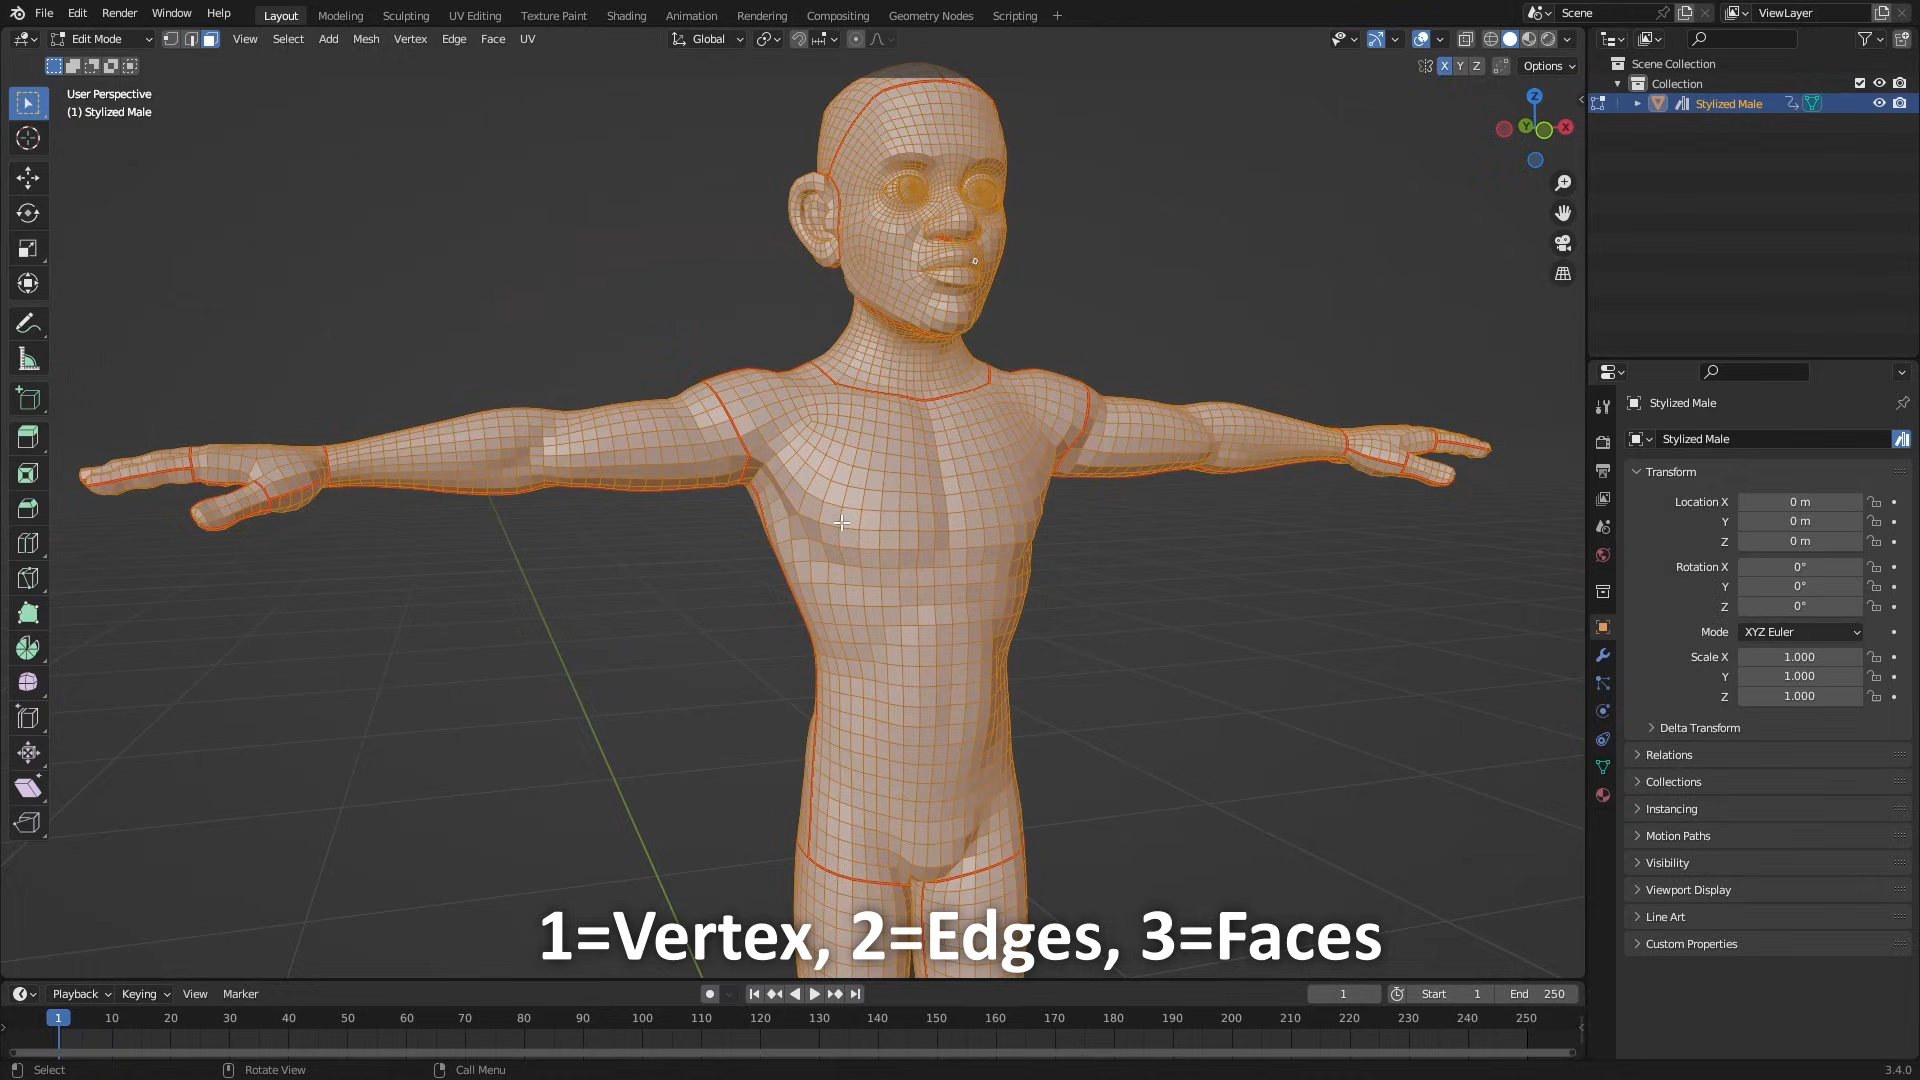 File Edit Render Window Help Layout Modeling Sculpting UV Editing Texture Paint Shading Animation Rendering Compositing Geometry Nodes Scripting + Scene ViewLayer
Edit Mode View Select Add Mesh Vertex Edge Face UV Global
X Y Z Options
User Perspective
(1) Stylized Male
Z
Y X
1=Vertex, 2=Edges, 3=Faces
Scene Collection
Collection
Stylized Male
Stylized Male
Stylized Male
Transform
Location X 0 m
Y 0 m
Z 0 m
Rotation X 0°
Y 0°
Z 0°
Mode XYZ Euler
Scale X 1.000
Y 1.000
Z 1.000
Delta Transform
Relations
Collections
Instancing
Motion Paths
Visibility
Viewport Display
Line Art
Custom Properties
Playback Keying View Marker 1 Start 1 End 250
1 10 20 30 40 50 60 70 80 90 100 110 120 130 140 150 160 170 180 190 200 210 220 230 240 250
Select Rotate View Call Menu 3.4.0